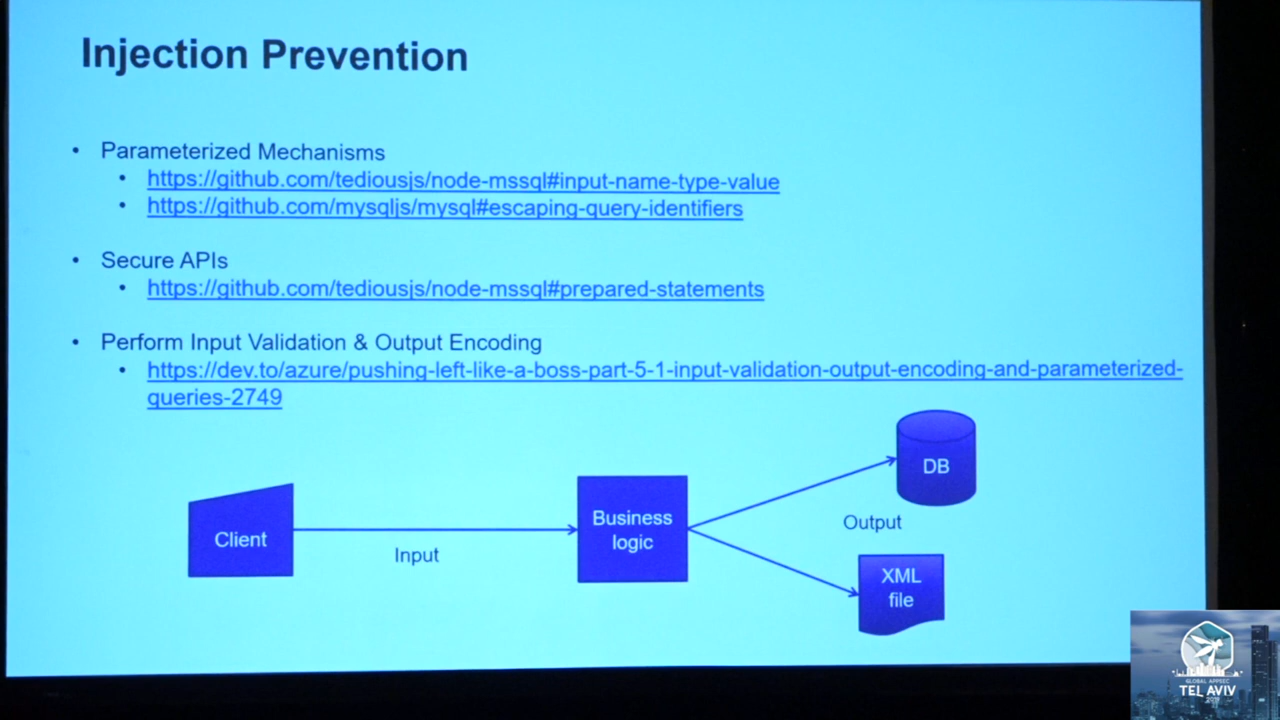 Injection Prevention
• Parameterized Mechanisms
• https://github.com/tediousjs/node-mssql#input-name-type-value
• https://github.com/mysqljs/mysql#escaping-query-identifiers
• Secure APIs
• https://github.com/tediousjs/node-mssql#prepared-statements
• Perform Input Validation & Output Encoding
• https://dev.to/azure/pushing-left-like-a-boss-part-5-1-input-validation-output-encoding-and-parameterized-
queries-2749
DB
Business
logic
Output
Client
Input
XML
file
GLOBAL APPSEC
TEL AVIV
2019